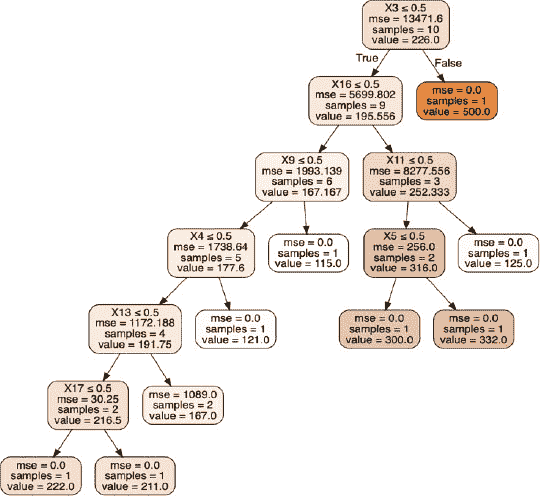 X3 ≤ 0.5
mse = 13471.6
samples = 10
value = 226.0
True
False
X16 ≤ 0.5
mse = 5699.802
samples = 9
value = 195.556
mse = 0.0
samples = 1
value = 500.0
X9 ≤ 0.5
mse = 1993.139
samples = 6
value = 167.167
X11 ≤ 0.5
mse = 8277.556
samples = 3
value = 252.333
X4 ≤ 0.5
mse = 1738.64
samples = 5
value = 177.6
mse = 0.0
samples = 1
value = 115.0
X5 ≤ 0.5
mse = 256.0
samples = 2
value = 316.0
mse = 0.0
samples = 1
value = 125.0
X13 ≤ 0.5
mse = 1172.188
samples = 4
value = 191.75
mse = 0.0
samples = 1
value = 121.0
mse = 0.0
samples = 1
value = 300.0
mse = 0.0
samples = 1
value = 332.0
X17 ≤ 0.5
mse = 30.25
samples = 2
value = 216.5
mse = 1089.0
samples = 2
value = 167.0
mse = 0.0
samples = 1
value = 222.0
mse = 0.0
samples = 1
value = 211.0